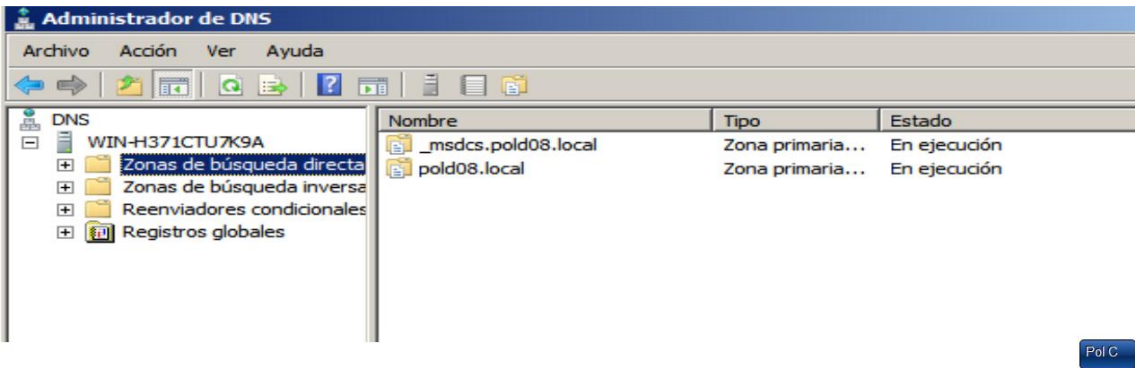 Administrador de DNS
Archivo Acción Ver Ayuda
DNS
WIN-H371CTU7K9A
Zonas de búsqueda directa
Zonas de búsqueda inversa
Reenviadores condicionales
Registros globales
Nombre Tipo Estado
_msdcs.pold08.local Zona primaria... En ejecución
pold08.local Zona primaria... En ejecución
Pol C